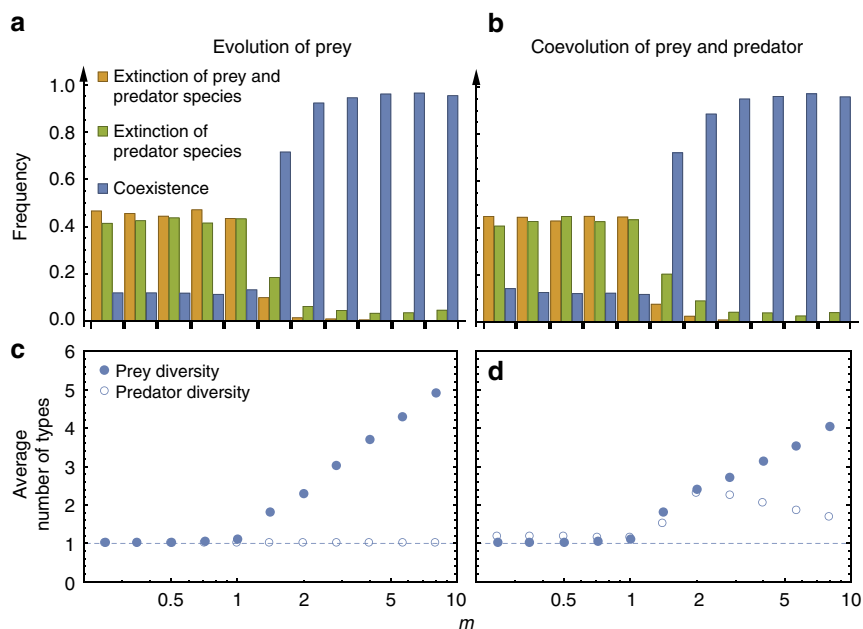 a
Evolution of prey
b
Coevolution of prey and predator
Extinction of prey and
predator species
Extinction of
predator species
Coexistence
Frequency
1.0
0.8
0.6
0.4
0.2
0.0
c
d
Prey diversity
Predator diversity
Average
number of types
6
5
4
3
2
1
0
0.5 1 2 5 10
0.5 1 2 5 10
m